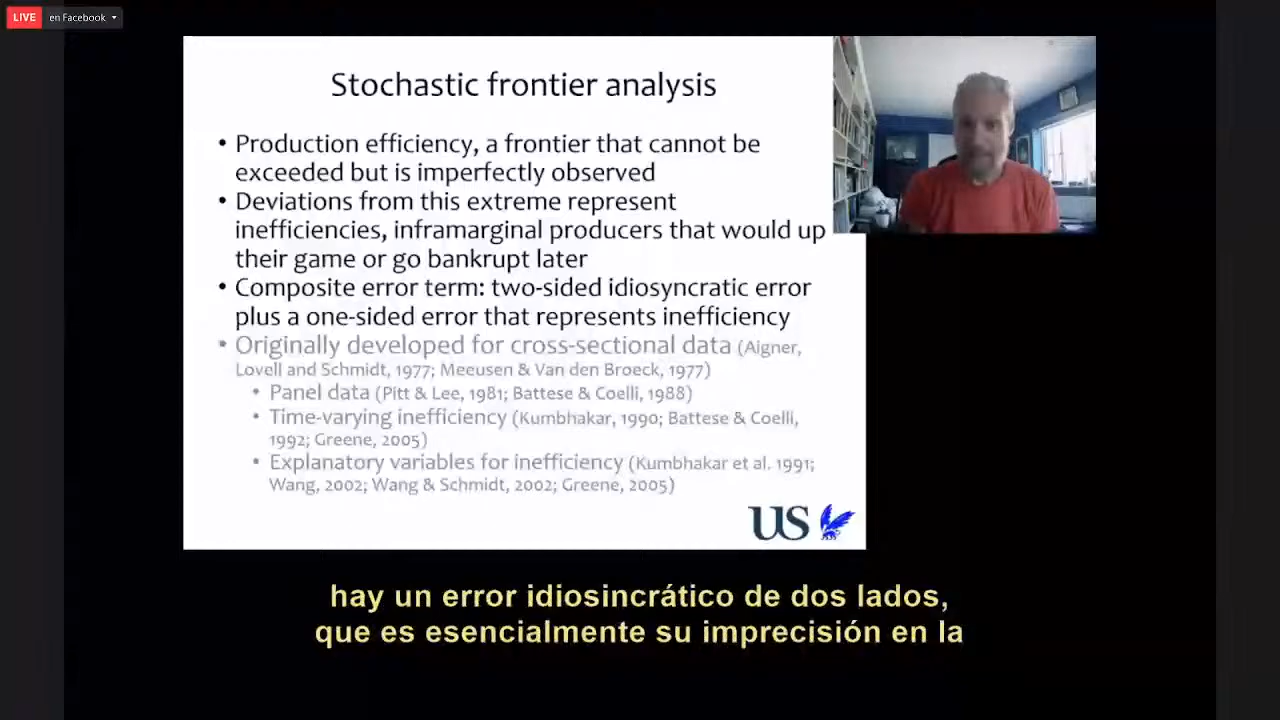 LIVE en Facebook
Stochastic frontier analysis
• Production efficiency, a frontier that cannot be
exceeded but is imperfectly observed
• Deviations from this extreme represent
inefficiencies, inframarginal producers that would up
their game or go bankrupt later
• Composite error term: two-sided idiosyncratic error
plus a one-sided error that represents inefficiency
• Originally developed for cross-sectional data (Aigner,
Lovell and Schmidt, 1977; Meeusen & Van den Broeck, 1977)
• Panel data (Pitt & Lee, 1981; Battese & Coelli, 1988)
• Time-varying inefficiency (Kumbhakar, 1990; Battese & Coelli,
1992; Greene, 2005)
• Explanatory variables for inefficiency (Kumbhakar et al. 1991;
Wang, 2002; Wang & Schmidt, 2002; Greene, 2005)
US
hay un error idiosincrático de dos lados,
que es esencialmente su imprecisión en la